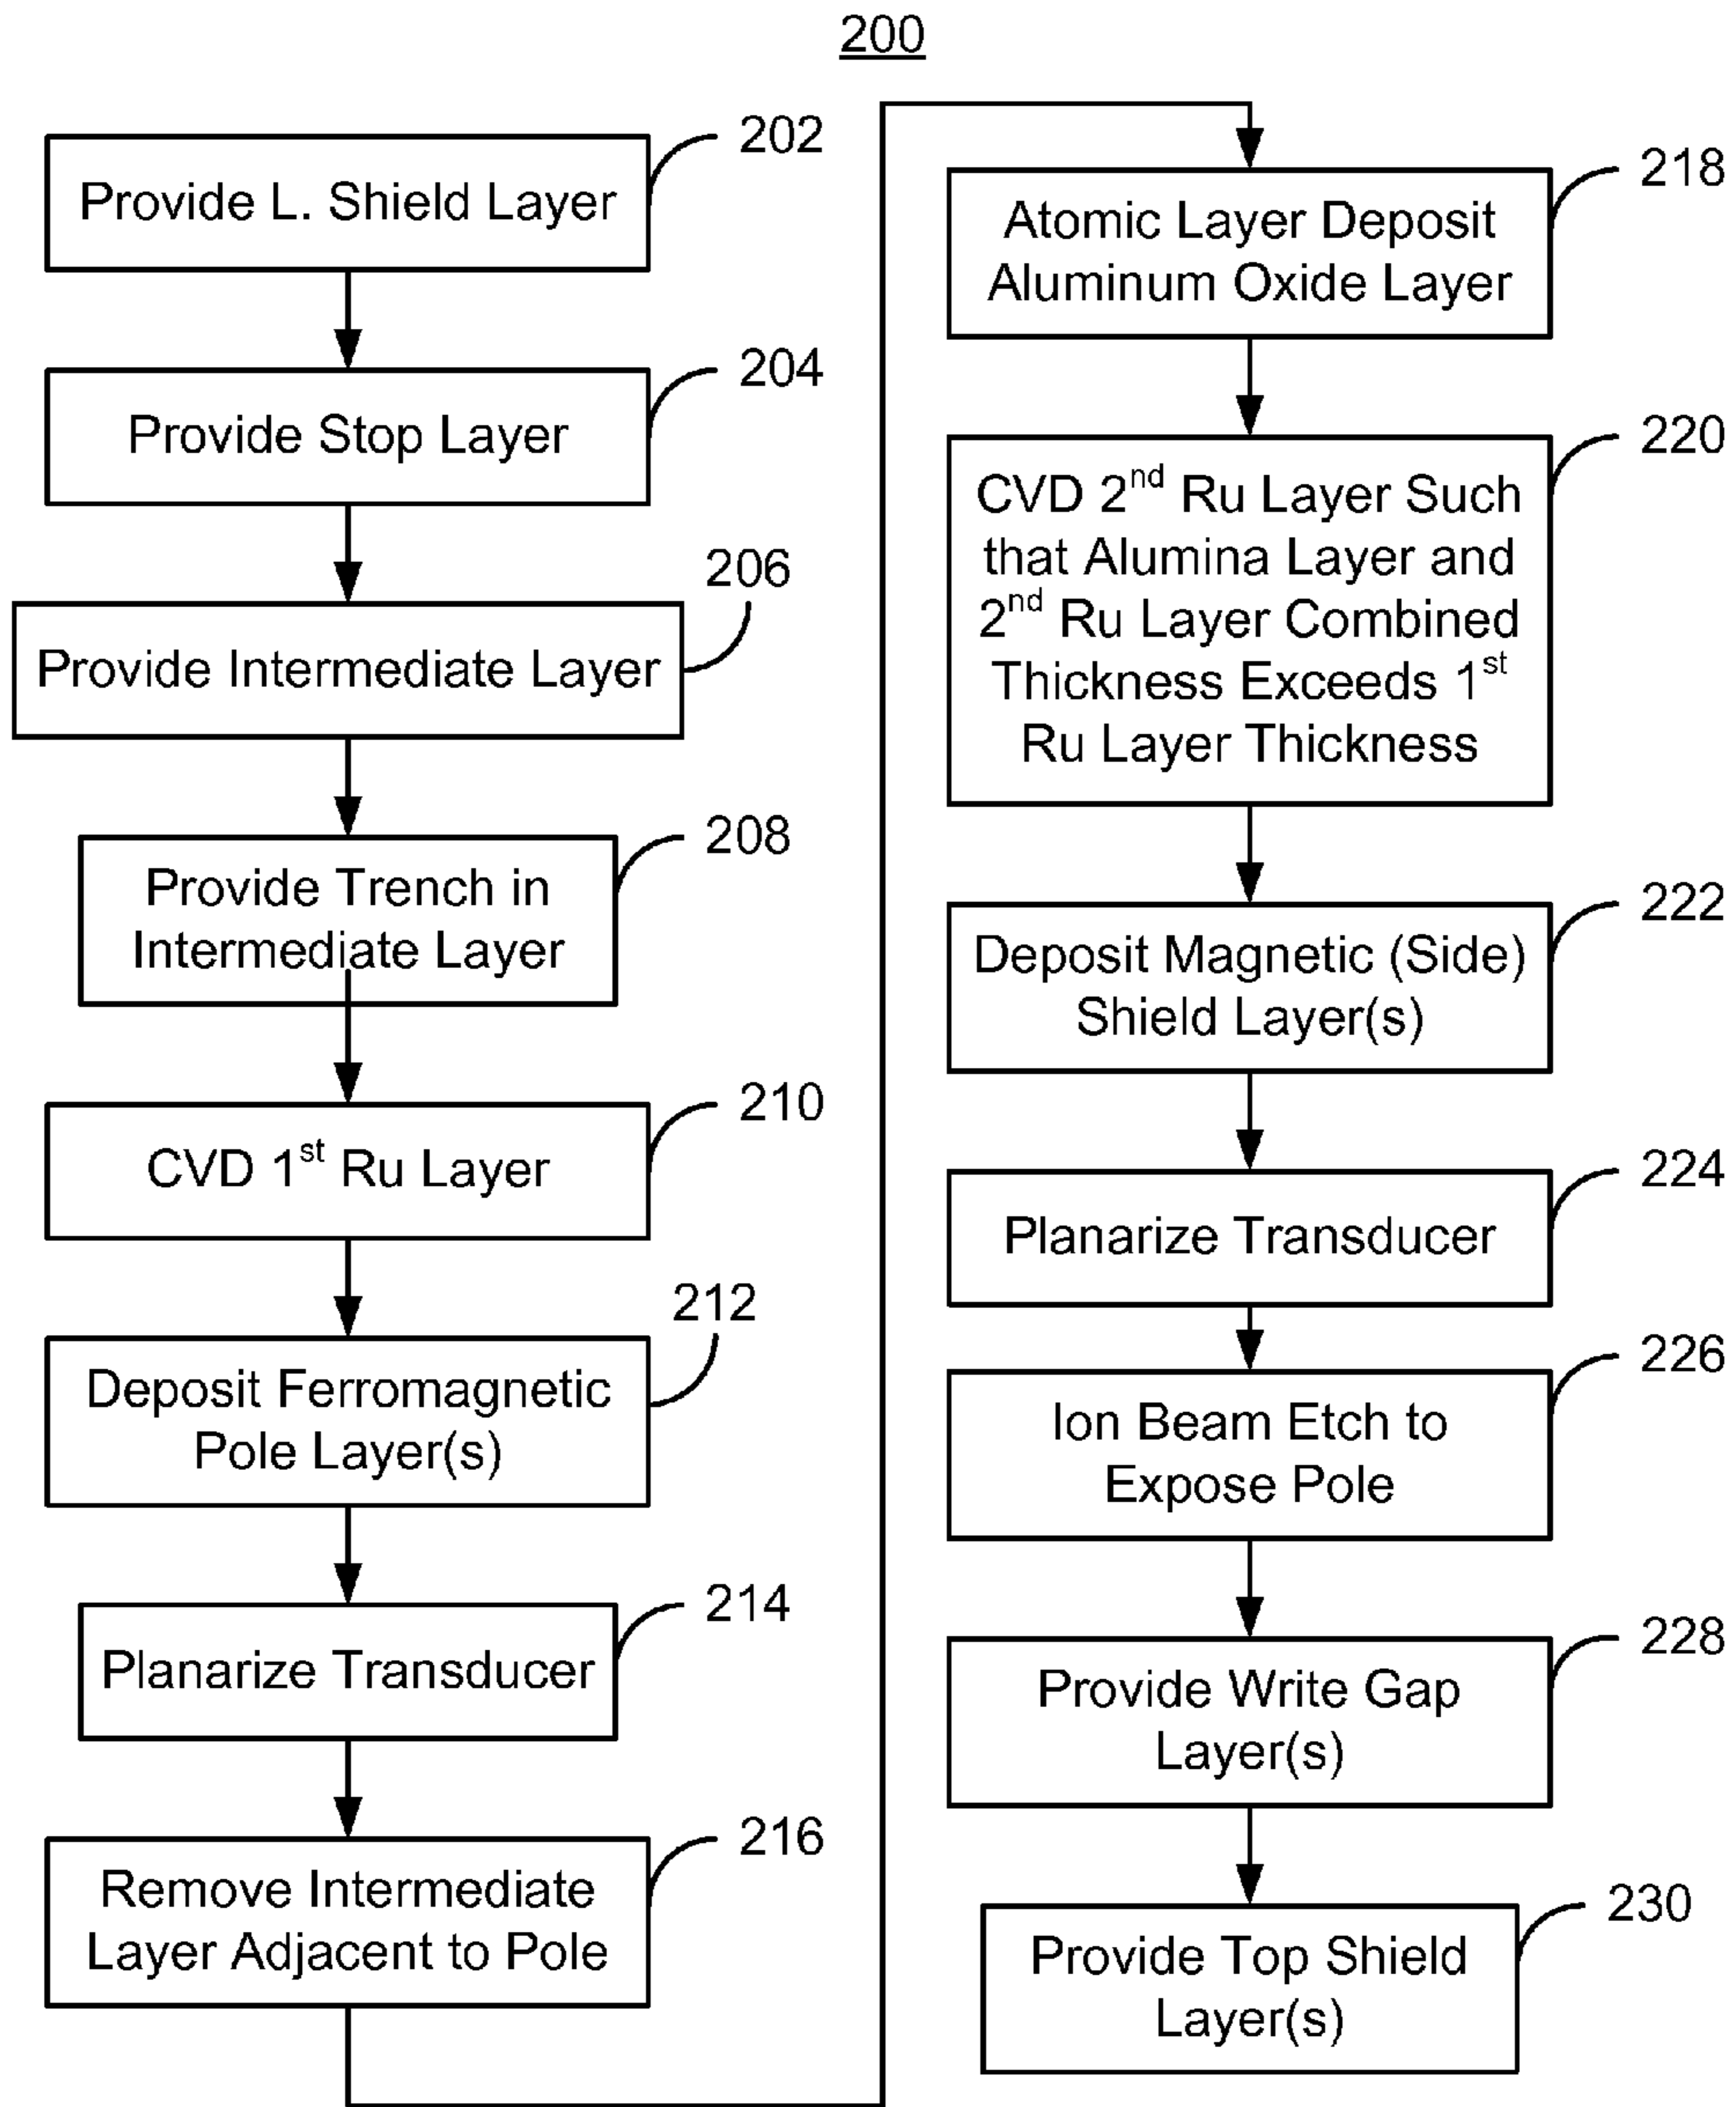 200
202
Provide L. Shield Layer
204
Provide Stop Layer
206
Provide Intermediate Layer
208
Provide Trench in
Intermediate Layer
210
CVD 1st Ru Layer
212
Deposit Ferromagnetic
Pole Layer(s)
214
Planarize Transducer
216
Remove Intermediate
Layer Adjacent to Pole
218
Atomic Layer Deposit
Aluminum Oxide Layer
220
CVD 2nd Ru Layer Such
that Alumina Layer and
2nd Ru Layer Combined
Thickness Exceeds 1st
Ru Layer Thickness
222
Deposit Magnetic (Side)
Shield Layer(s)
224
Planarize Transducer
226
Ion Beam Etch to
Expose Pole
228
Provide Write Gap
Layer(s)
230
Provide Top Shield
Layer(s)